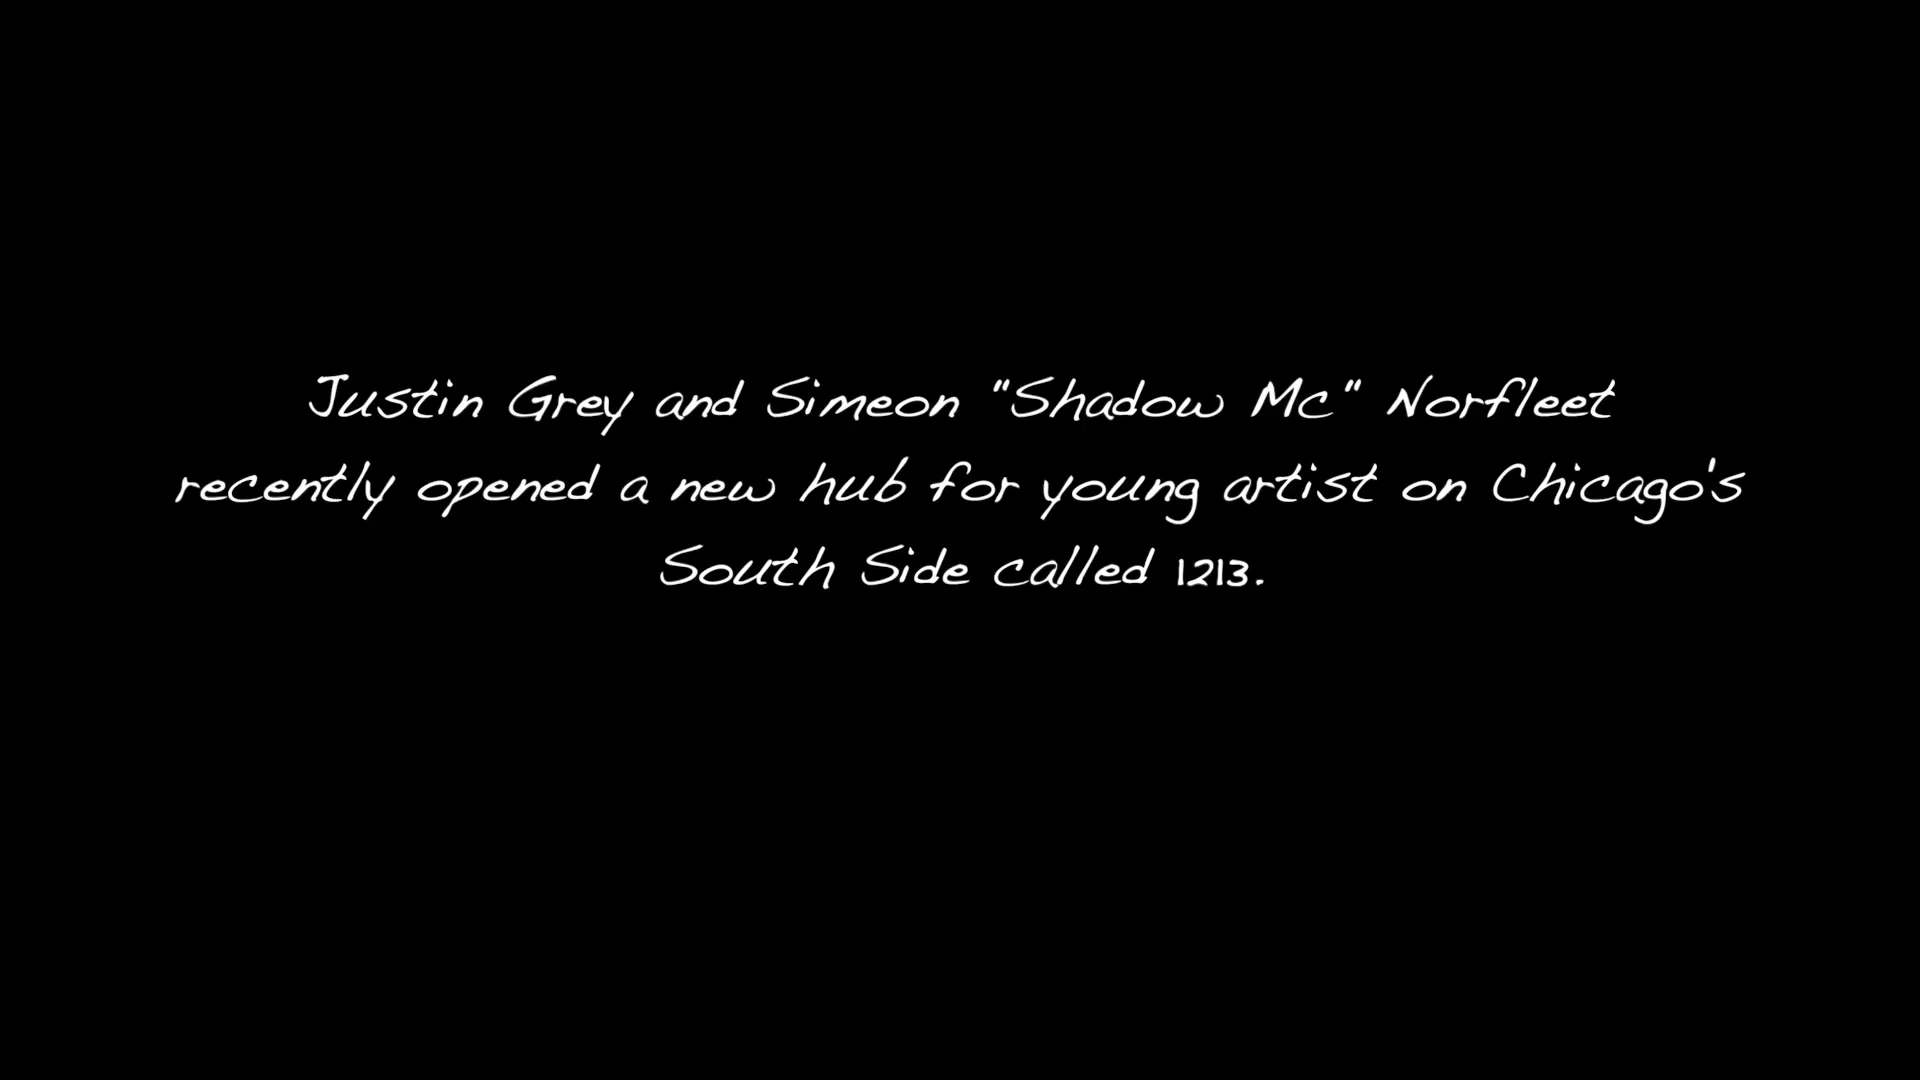 Justin Grey and Simeon "Shadow Mc" Norfleet
recently opened a new hub for young artist on Chicago's
South Side called 1213.